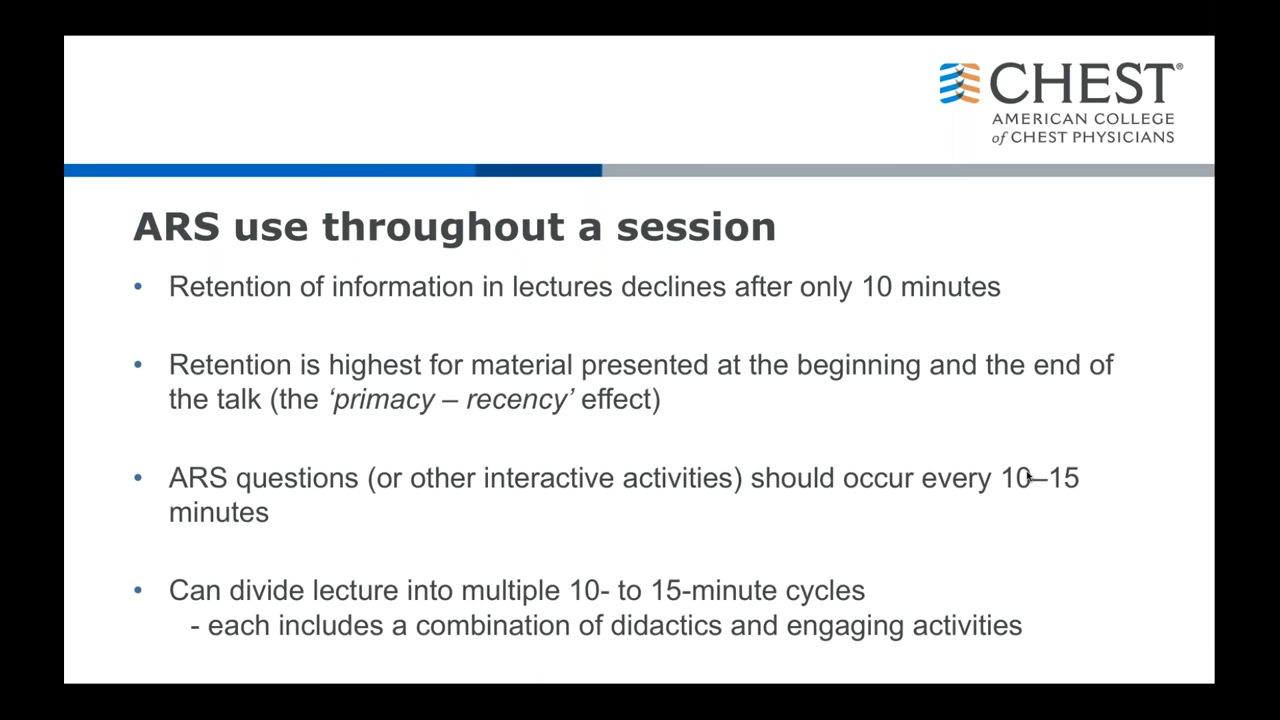 CHEST®
AMERICAN COLLEGE
of CHEST PHYSICIANS
ARS use throughout a session
• Retention of information in lectures declines after only 10 minutes
• Retention is highest for material presented at the beginning and the end of
the talk (the ‘primacy – recency’ effect)
• ARS questions (or other interactive activities) should occur every 10–15
minutes
• Can divide lecture into multiple 10- to 15-minute cycles
- each includes a combination of didactics and engaging activities